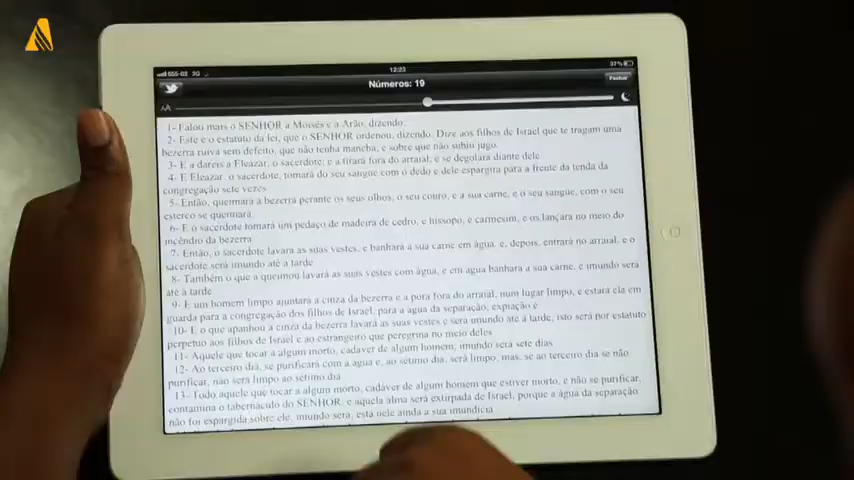 555-02 3G
12:23
37%
Números: 19
Fechar
AA
1- Falou mais o SENHOR a Moisés e a Arão, dizendo:
2- Este é o estatuto da lei, que o SENHOR ordenou, dizendo: Dize aos filhos de Israel que te tragam uma
bezerra ruiva sem defeito, que não tenha mancha, e sobre que não subiu jugo.
3- E a dareis a Eleazar, o sacerdote; e a tirará fora do arraial, e se degolará diante dele
4- E Eleazar, o sacerdote, tomará do seu sangue com o dedo e dele espargirá para a frente da tenda da
congregação sete vezes
5- Então, queimará a bezerra perante os seus olhos; o seu couro, e a sua carne, e o seu sangue, com o seu
esterco se queimará.
6- E o sacerdote tomará um pedaço de madeira de cedro, e hissopo, e carmesim, e os lançará no meio do
incêndio da bezerra
7- Então, o sacerdote lavará as suas vestes, e banhará a sua carne em água, e, depois, entrará no arraial, e o
sacerdote será imundo até à tarde
8- Também o que a queimou lavará as suas vestes com água, e em água banhará a sua carne, e imundo será
até à tarde
9- E um homem limpo ajuntará a cinza da bezerra e a porá fora do arraial, num lugar limpo, e estará ela em
guarda para a congregação dos filhos de Israel, para a água da separação; expiação é
10- E o que apanhou a cinza da bezerra lavará as suas vestes e será imundo até à tarde; isto será por estatuto
perpétuo aos filhos de Israel e ao estrangeiro que peregrina no meio deles
11- Aquele que tocar a algum morto, cadáver de algum homem, imundo será sete dias
12- Ao terceiro dia, se purificará com a água e, ao sétimo dia, será limpo; mas, se ao terceiro dia se não
purificar, não será limpo ao sétimo dia
13- Todo aquele que tocar a algum morto, cadáver de algum homem que estiver morto, e não se purificar,
contamina o tabernáculo do SENHOR; e aquela alma será extirpada de Israel; porque a água da separação
não foi espargida sobre ele, imundo será; está nele ainda a sua imundícia